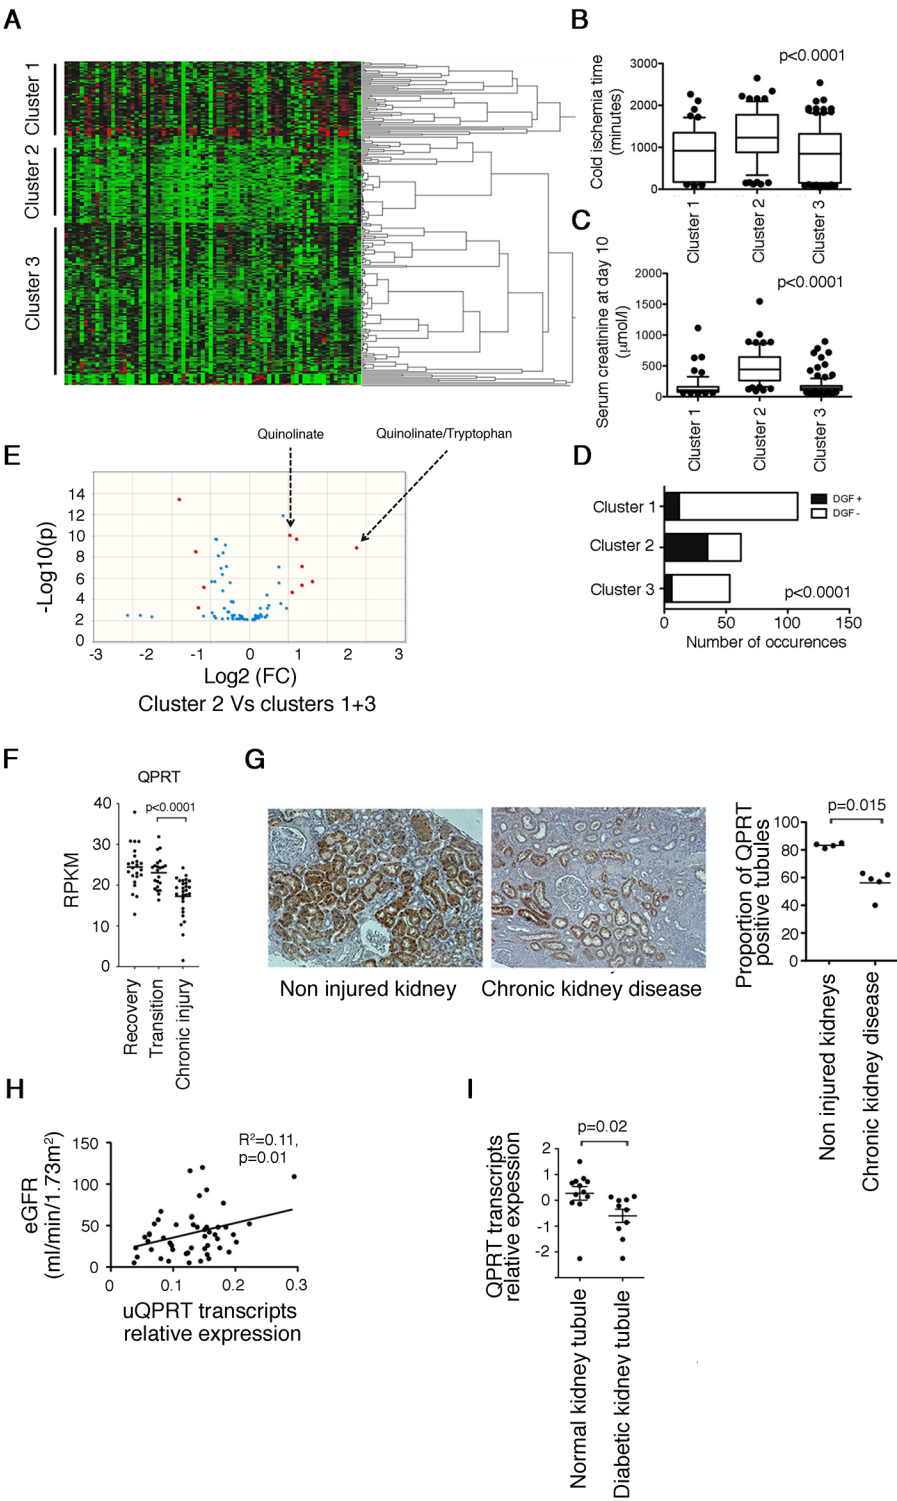 A
Cluster 1
Cluster 2
Cluster 3
B
p<0.0001
Cold ischemia time
(minutes)
3000
2000
1000
0
Cluster 1
Cluster 2
Cluster 3
C
p<0.0001
Serum creatinine at day 10
(µmol/l)
2000
1500
1000
500
0
Cluster 1
Cluster 2
Cluster 3
D
DGF +
DGF -
Cluster 1
Cluster 2
Cluster 3
p<0.0001
0
50
100
150
Number of occurences
E
Quinolinate
Quinolinate/Tryptophan
-Log10(p)
14
12
10
8
6
4
2
0
-3
-2
-1
0
1
2
3
Log2 (FC)
Cluster 2 Vs clusters 1+3
F
QPRT
p<0.0001
RPKM
40
30
20
10
0
Recovery
Transition
Chronic injury
G
Non injured kidney
Chronic kidney disease
p=0.015
Proportion of QPRT
positive tubules
100
80
60
40
20
0
Non injured kidneys
Chronic kidney disease
H
R²=0.11,
p=0.01
eGFR
(ml/min/1.73m²)
150
100
50
0
0
0.1
0.2
0.3
uQPRT transcripts
relative expression
I
p=0.02
QPRT transcripts
relative expression
2
1
0
-1
-2
Normal kidney tubule
Diabetic kidney tubule